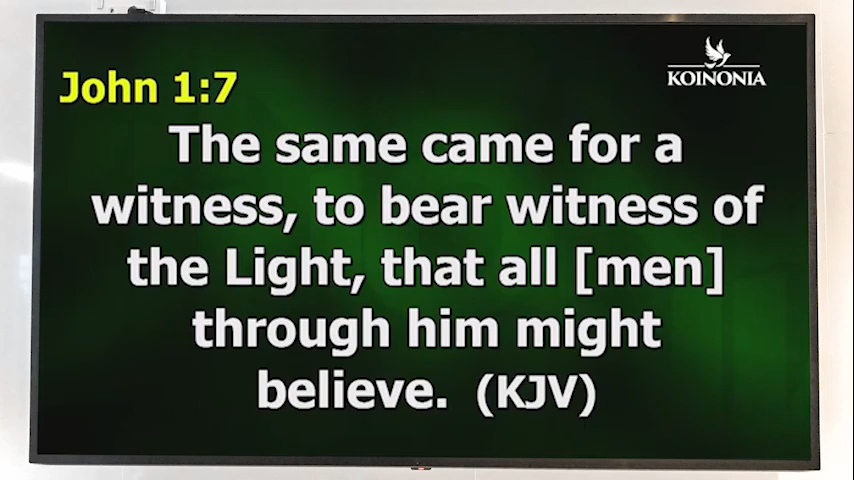 John 1:7
KOINONIA
The same came for a
witness, to bear witness of
the Light, that all [men]
through him might
believe. (KJV)